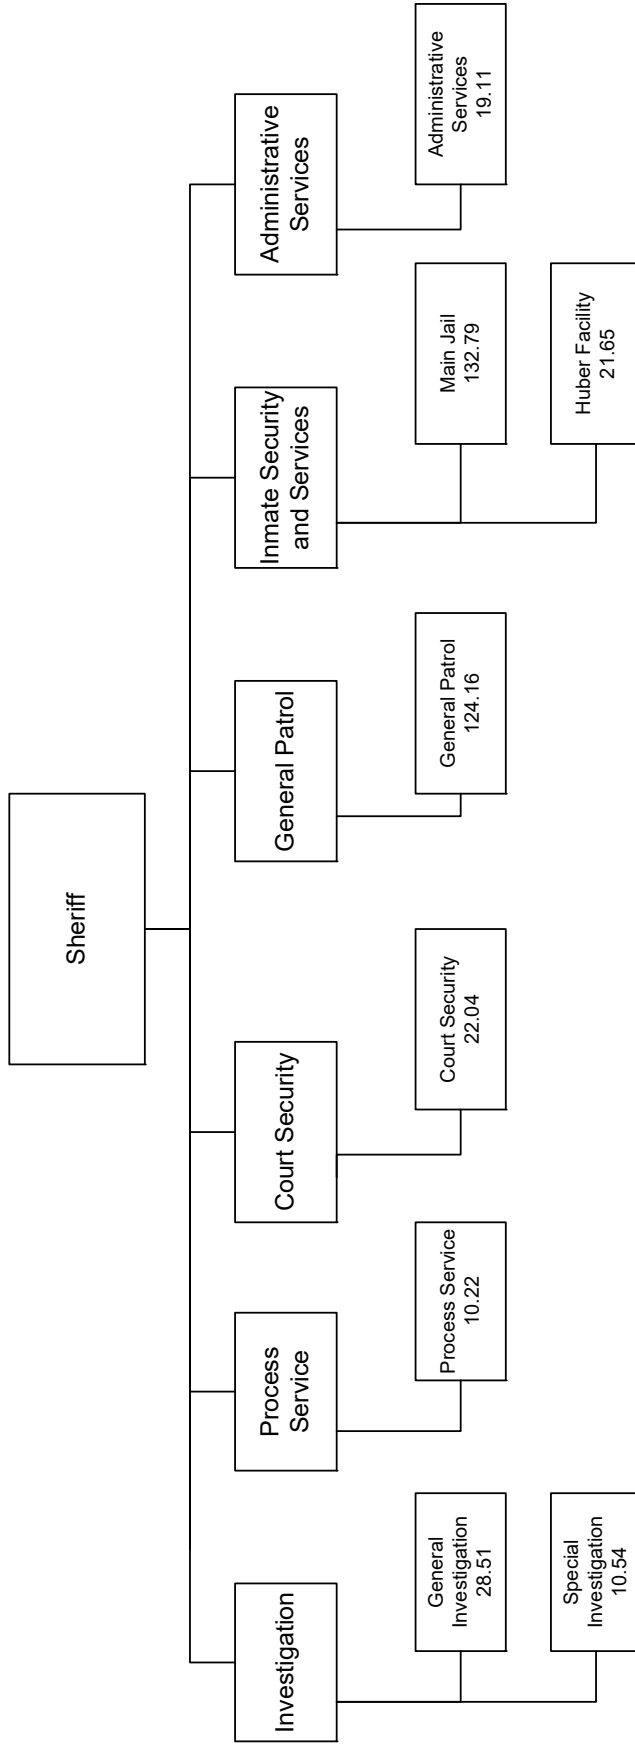 Sheriff
Investigation
Process
Service
Court Security
General Patrol
Inmate Security
and Services
Administrative
Services
General
Investigation
28.51
Process Service
10.22
Court Security
22.04
General Patrol
124.16
Main Jail
132.79
Administrative
Services
19.11
Special
Investigation
10.54
Huber Facility
21.65